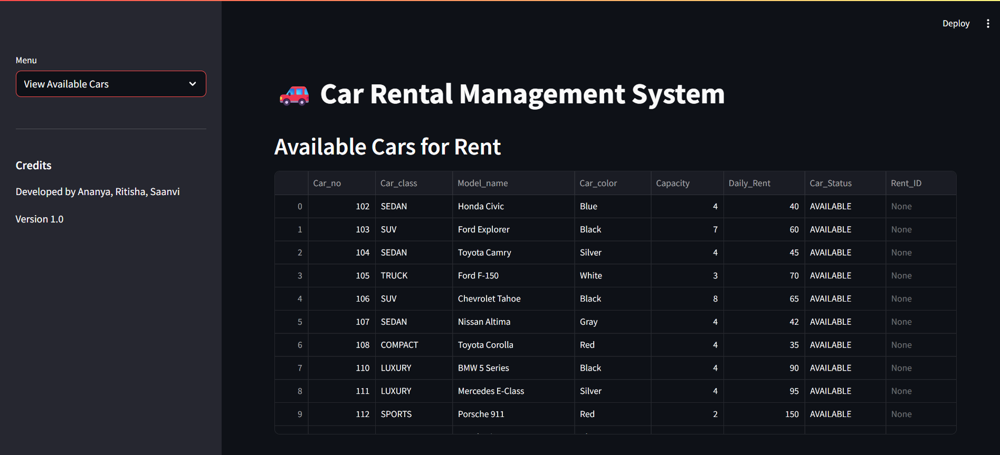 Deploy
Menu
View Available Cars
Credits
Developed by Ananya, Ritisha, Saanvi
Version 1.0
Car Rental Management System
Available Cars for Rent
Car_no Car_class Model_name Car_color Capacity Daily_Rent Car_Status Rent_ID
0 102 SEDAN Honda Civic Blue 4 40 AVAILABLE None
1 103 SUV Ford Explorer Black 7 60 AVAILABLE None
2 104 SEDAN Toyota Camry Silver 4 45 AVAILABLE None
3 105 TRUCK Ford F-150 White 3 70 AVAILABLE None
4 106 SUV Chevrolet Tahoe Black 8 65 AVAILABLE None
5 107 SEDAN Nissan Altima Gray 4 42 AVAILABLE None
6 108 COMPACT Toyota Corolla Red 4 35 AVAILABLE None
7 110 LUXURY BMW 5 Series Black 4 90 AVAILABLE None
8 111 LUXURY Mercedes E-Class Silver 4 95 AVAILABLE None
9 112 SPORTS Porsche 911 Red 2 150 AVAILABLE None